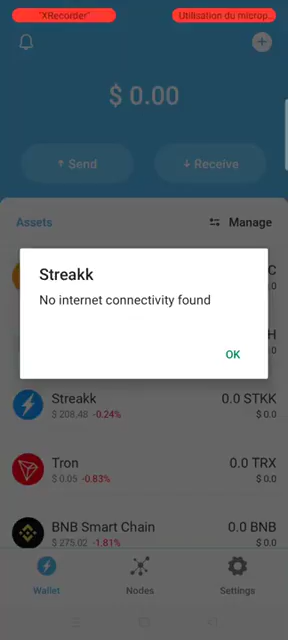 "XRecorder"
Utilisation du microp..
$ 0.00
↑ Send
↓ Receive
Assets
Manage
C
.0
Streakk
No internet connectivity found
H
.0
OK
Streakk
0.0 STKK
$ 208.48 -0.24%
$ 0.0
Tron
0.0 TRX
$ 0.05 -0.83%
$ 0.0
BNB Smart Chain
0.0 BNB
$ 275.02 -1.81%
$ 0.0
Wallet
Nodes
Settings